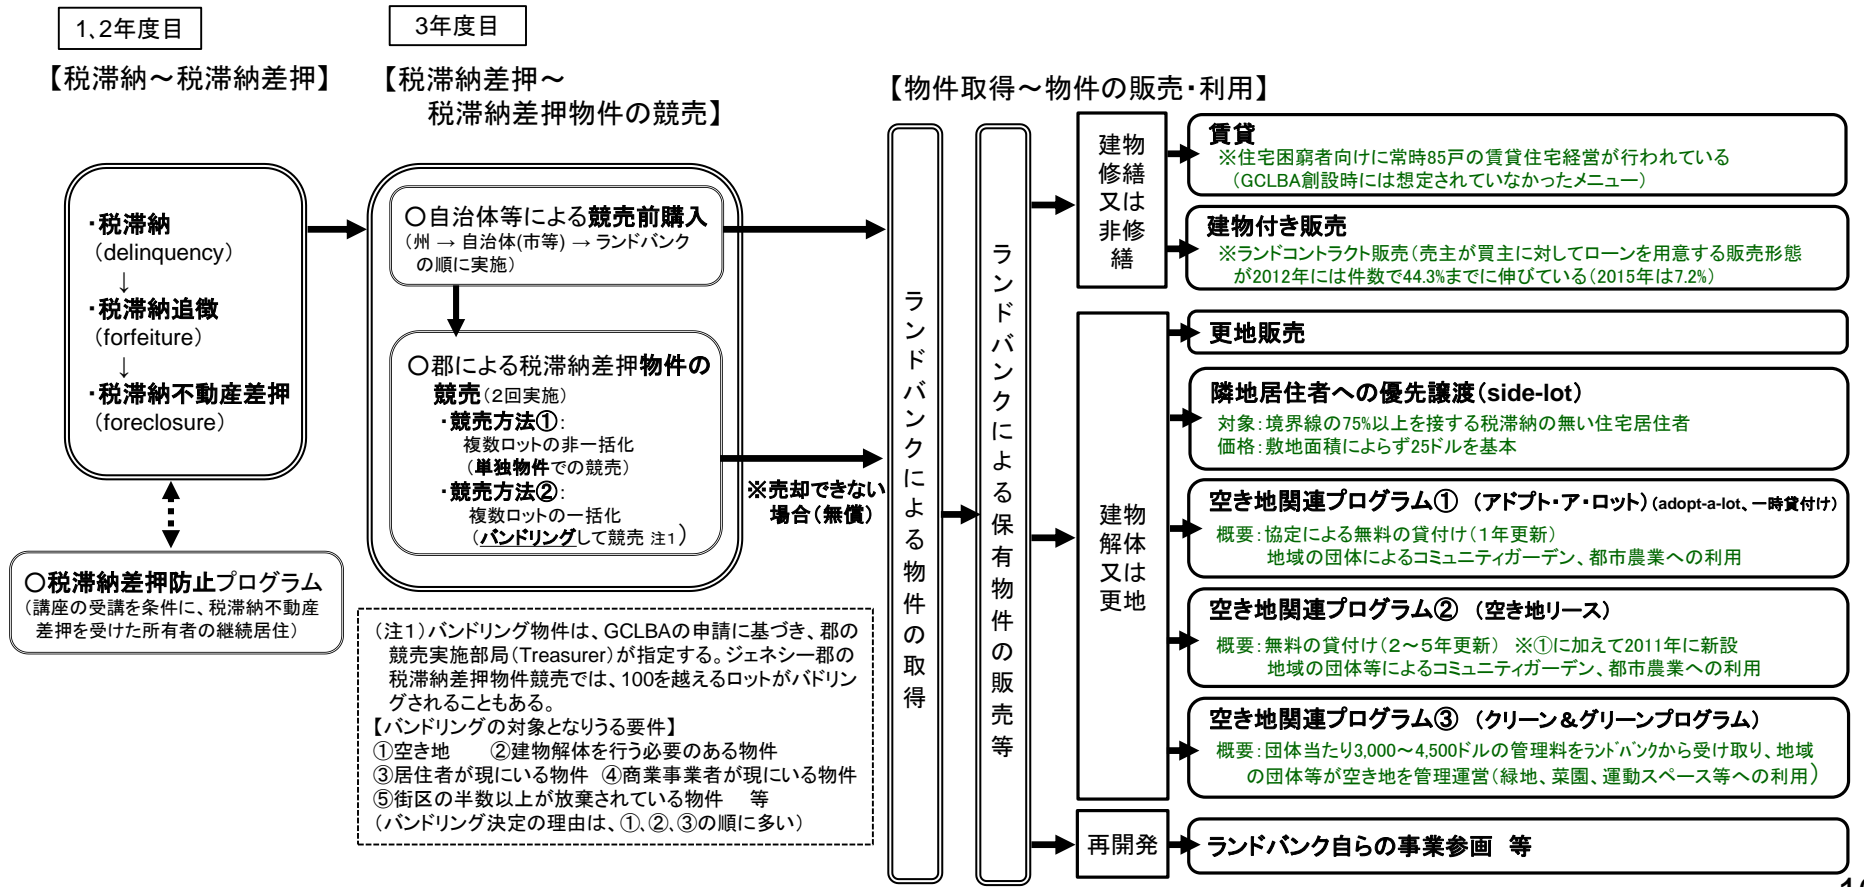 1、2年度目
【税滞納～税滞納差押】
3年度目
【税滞納差押～
税滞納差押物件の競売】
【物件取得～物件の販売・利用】
・税滞納
（delinquency）
↓
・税滞納追徴
（forfeiture）
↓
・税滞納不動産差押
（foreclosure）
○税滞納差押防止プログラム
（講座の受講を条件に、税滞納不動産
差押を受けた所有者の継続居住）
○自治体等による競売前購入
（州 → 自治体(市等) → ランドバンク
の順に実施）
○郡による税滞納差押物件の
競売（２回実施）
・競売方法①：
複数ロットの非一括化
（単独物件での競売）
・競売方法②：
複数ロットの一括化
（バンドリングして競売 注１）
※売却できない
場合（無償）
（注１）バンドリング物件は、GCLBAの申請に基づき、郡の
競売実施部局（Treasurer）が指定する。ジェネシー郡の
税滞納差押物件競売では、100を越えるロットがバドリン
グされることもある。
【バンドリングの対象となりうる要件】
①空き地　　②建物解体を行う必要のある物件
③居住者が現にいる物件　④商業事業者が現にいる物件
⑤街区の半数以上が放棄されている物件　等
（バンドリング決定の理由は、①、②、③の順に多い）
ランドバンクによる物件の取得
ランドバンクによる保有物件の販売等
建物
修繕
又は
非修
繕
賃貸
※住宅困窮者向けに常時85戸の賃貸住宅経営が行われている
（GCLBA創設時には想定されていなかったメニュー）
建物付き販売
※ランドコントラクト販売（売主が買主に対してローンを用意する販売形態
が2012年には件数で44.3%までに伸びている（2015年は7.2%）
建物
解体
又は
更地
更地販売
隣地居住者への優先譲渡（side-lot）
対象：境界線の75%以上を接する税滞納の無い住宅居住者
価格：敷地面積によらず25ドルを基本
空き地関連プログラム①　（アドプト・ア・ロット）（adopt-a-lot、一時貸付け）
概要：協定による無料の貸付け（１年更新）
地域の団体によるコミュニティガーデン、都市農業への利用
空き地関連プログラム②　（空き地リース）
概要：無料の貸付け（２～５年更新）　※①に加えて2011年に新設
地域の団体等によるコミュニティガーデン、都市農業への利用
空き地関連プログラム③　（クリーン＆グリーンプログラム）
概要：団体当たり3,000～4,500ドルの管理料をﾗﾝﾄﾞﾊﾞﾝｸから受け取り、地域
の団体等が空き地を管理運営（緑地、菜園、運動スペース等への利用）
再開発
ランドバンク自らの事業参画　等